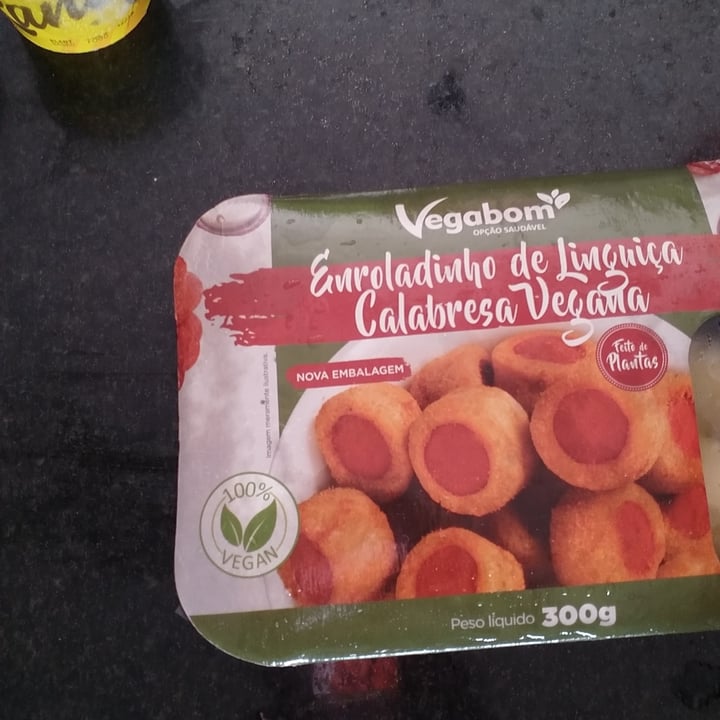 Vegabom
OPÇÃO SAUDÁVEL
Enroladinho de Linguiça
Calabresa Vegana
Feito de
Plantas
NOVA EMBALAGEM
Imagem meramente ilustrativa.
100%
VEGAN
Peso líquido 300g